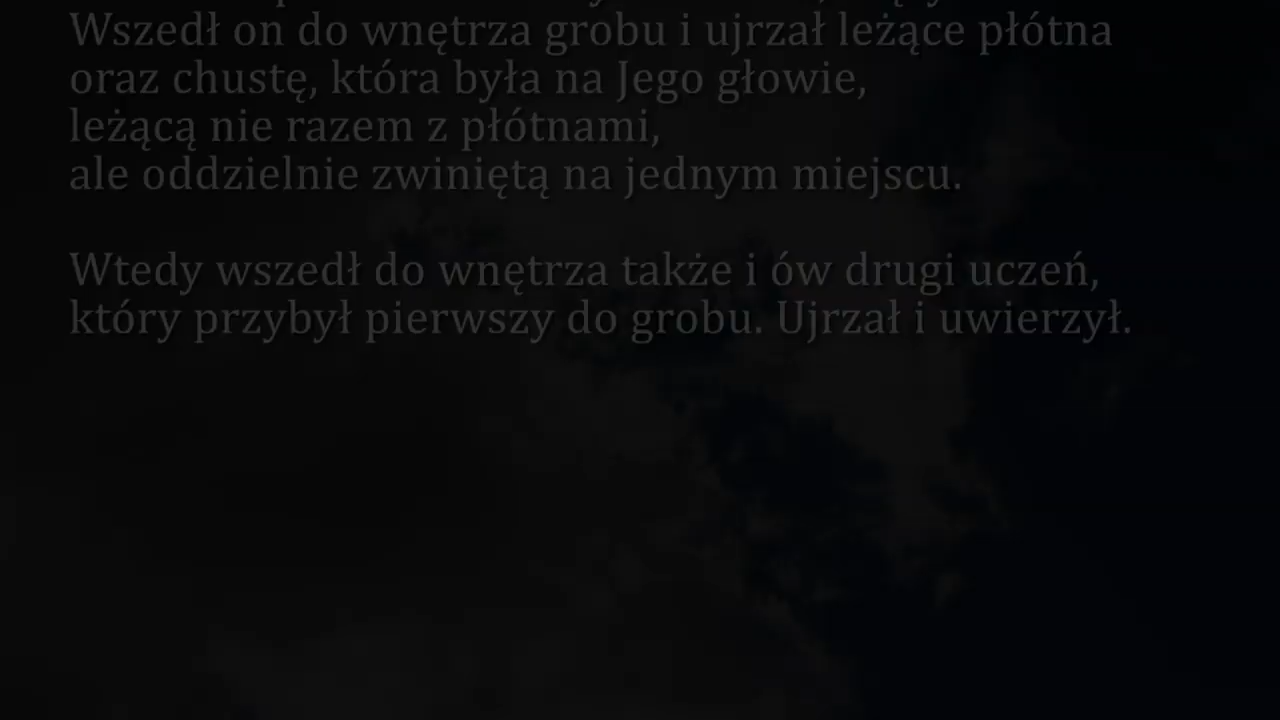 Wszedł on do wnętrza grobu i ujrzał leżące płótna
oraz chustę, która była na Jego głowie,
leżącą nie razem z płótnami,
ale oddzielnie zwiniętą na jednym miejscu.
Wtedy wszedł do wnętrza także i ów drugi uczeń,
który przybył pierwszy do grobu. Ujrzał i uwierzył.